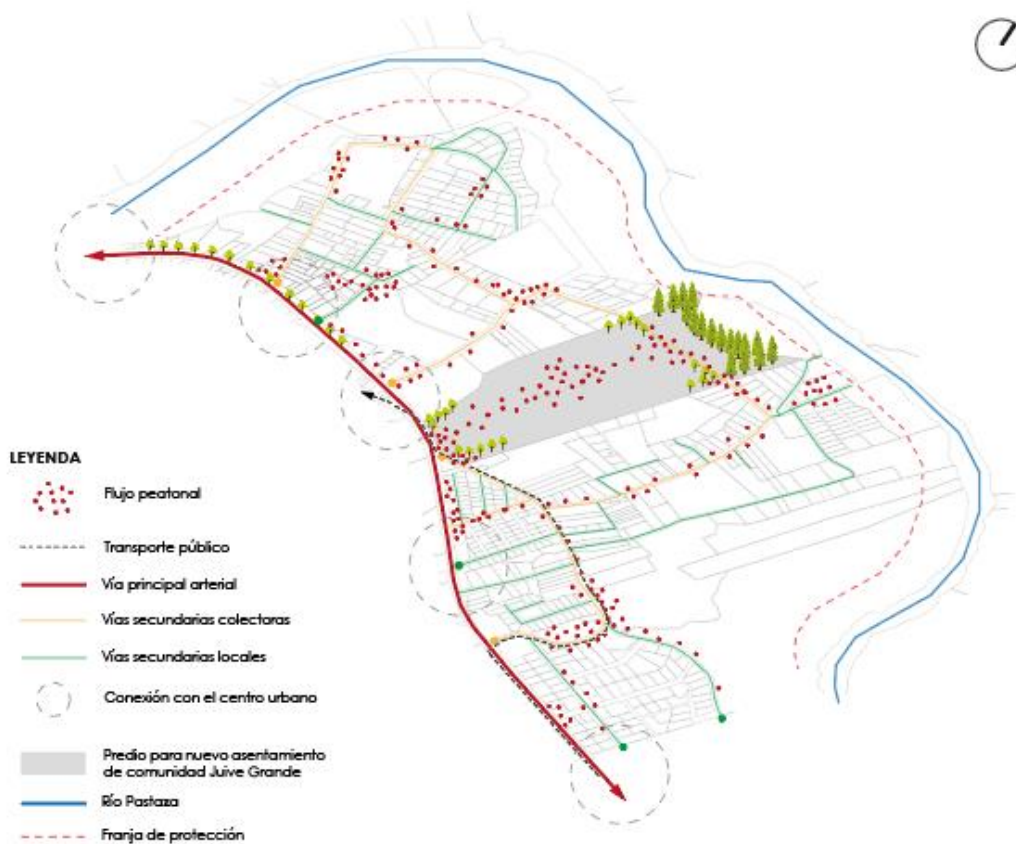 LEYENDA
Flujo peatonal
Transporte público
Vía principal arterial
Vías secundarias colectoras
Vías secundarias locales
Conexión con el centro urbano
Predio para nuevo asentamiento
de comunidad Juive Grande
Río Pastaza
Franja de protección